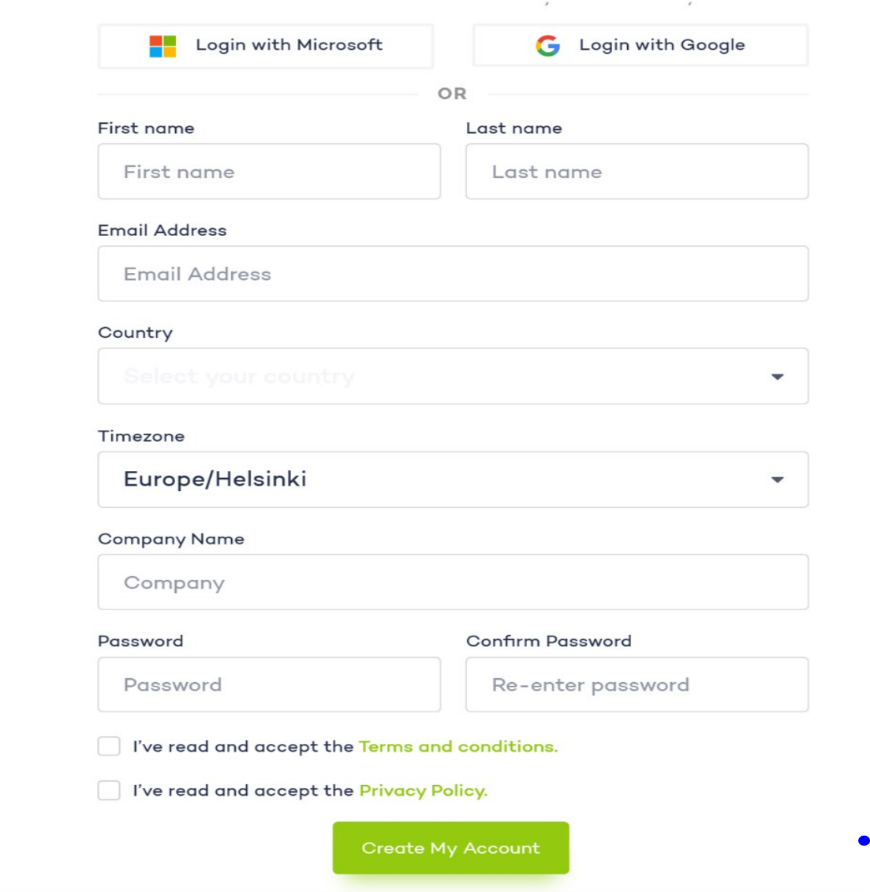 Login with Microsoft Login with Google
OR
First name Last name
First name Last name
Email Address
Email Address
Country
Select your country
Timezone
Europe/Helsinki
Company Name
Company
Password Confirm Password
Password Re-enter password
I've read and accept the Terms and conditions.
I've read and accept the Privacy Policy.
Create My Account